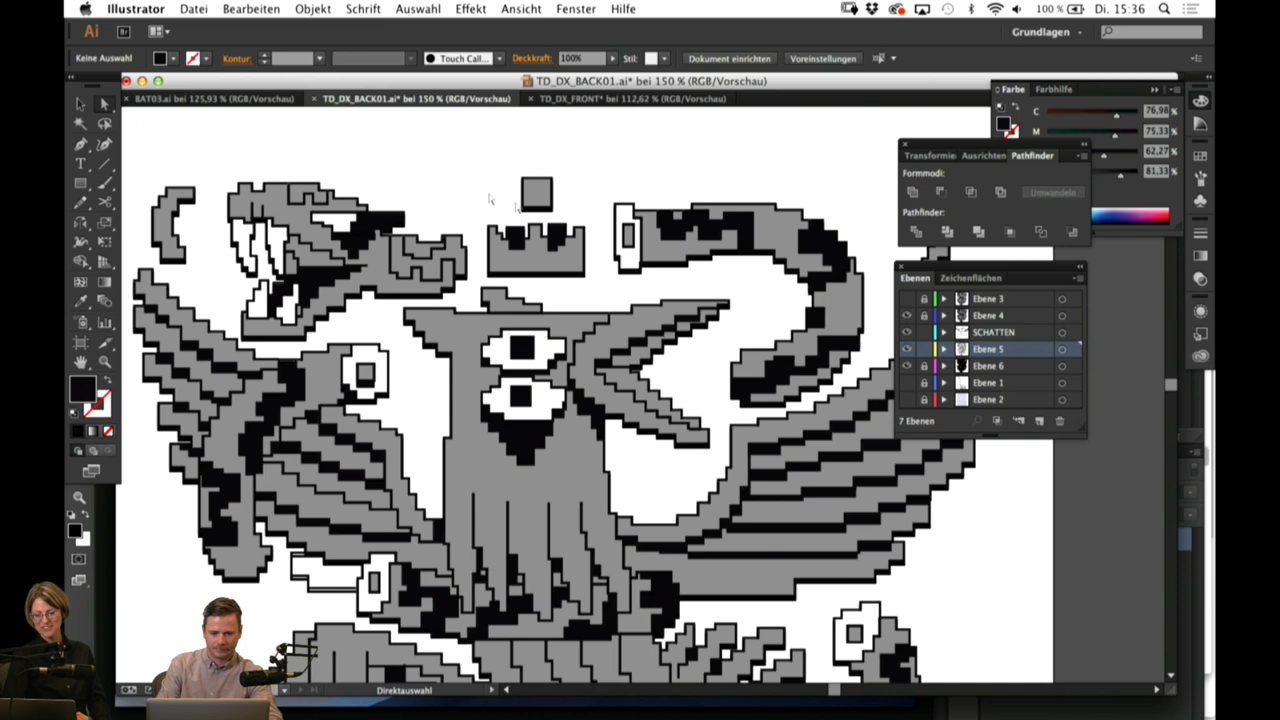 Illustrator Datei Bearbeiten Objekt Schrift Auswahl Effekt Ansicht Fenster Hilfe 100 % Di. 15:36
Ai Br Grundlagen
Keine Auswahl Kontur: Touch Call... Deckkraft: 100% Stil: Dokument einrichten Voreinstellungen
TD_DX_BACK01.ai* bei 150 % (RGB/Vorschau)
BAT03.ai bei 125,93 % (RGB/Vorschau) TD_DX_BACK01.ai* bei 150 % (RGB/Vorschau) TD_DX_FRONT* bei 112,62 % (RGB/Vorschau)
Farbe Farbhilfe
C 76,98 %
M 75,33 %
62,27 %
81,33 %
Transformie Ausrichten Pathfinder
Formmodi:
Umwandeln
Pathfinder:
Ebenen Zeichenflächen
Ebene 3
Ebene 4
SCHATTEN
Ebene 5
Ebene 6
Ebene 1
Ebene 2
7 Ebenen
Direktauswahl